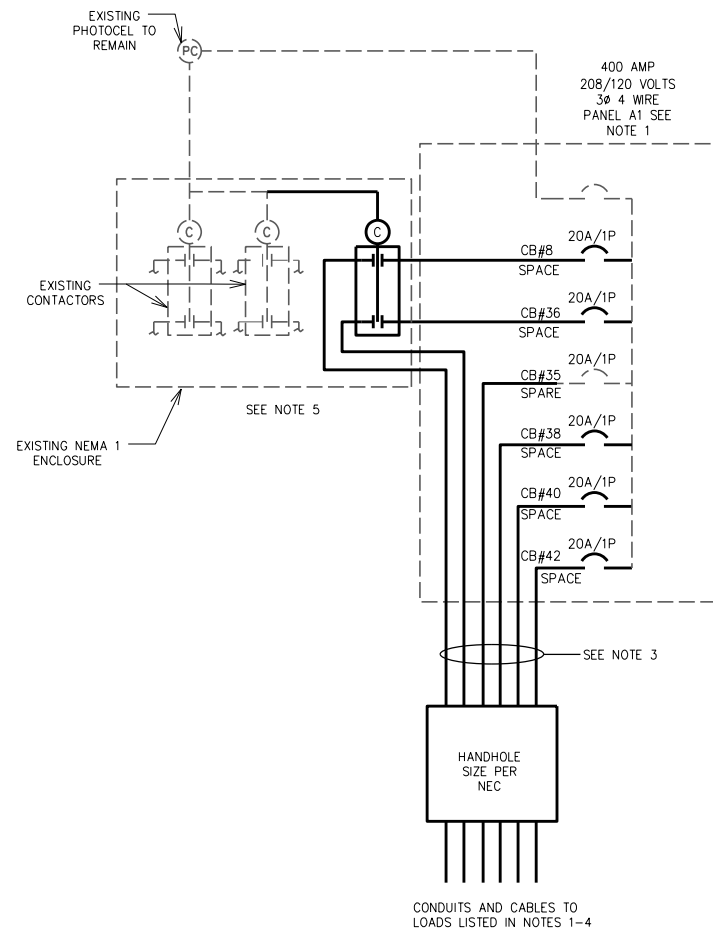 EXISTING
PHOTOCEL TO
REMAIN
PC
400 AMP
208/120 VOLTS
3ø 4 WIRE
PANEL A1 SEE
NOTE 1
C
C
C
20A/1P
CB#8
SPACE
EXISTING
CONTACTORS
20A/1P
CB#36
SPACE
20A/1P
CB#35
SPARE
SEE NOTE 5
20A/1P
CB#38
SPACE
EXISTING NEMA 1
ENCLOSURE
20A/1P
CB#40
SPACE
20A/1P
CB#42
SPACE
SEE NOTE 3
HANDHOLE
SIZE PER
NEC
CONDUITS AND CABLES TO
LOADS LISTED IN NOTES 1-4